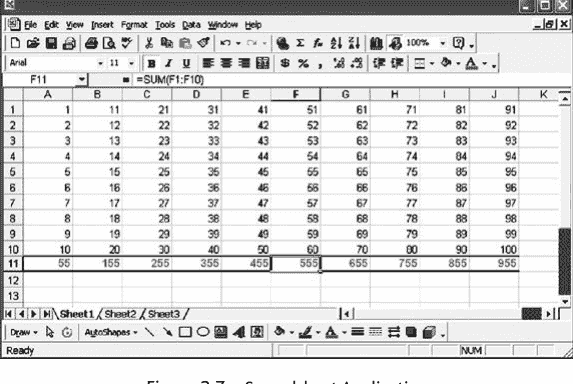 File Edit View Insert Format Tools Data Window Help
100%
Arial 11 B I U $ % ,
F11 = =SUM(F1:F10)
A B C D E F G H I J K
1 1 11 21 31 41 51 61 71 81 91
2 2 12 22 32 42 52 62 72 82 92
3 3 13 23 33 43 53 63 73 83 93
4 4 14 24 34 44 54 64 74 84 94
5 5 15 25 35 45 55 65 75 85 95
6 6 16 26 36 46 56 66 76 86 96
7 7 17 27 37 47 57 67 77 87 97
8 8 18 28 38 48 58 68 78 88 98
9 9 19 29 39 49 59 69 79 89 99
10 10 20 30 40 50 60 70 80 90 100
11 55 155 255 355 455 555 655 755 855 955
12
13
Sheet1 / Sheet2 / Sheet3 /
Draw AutoShapes
Ready NUM